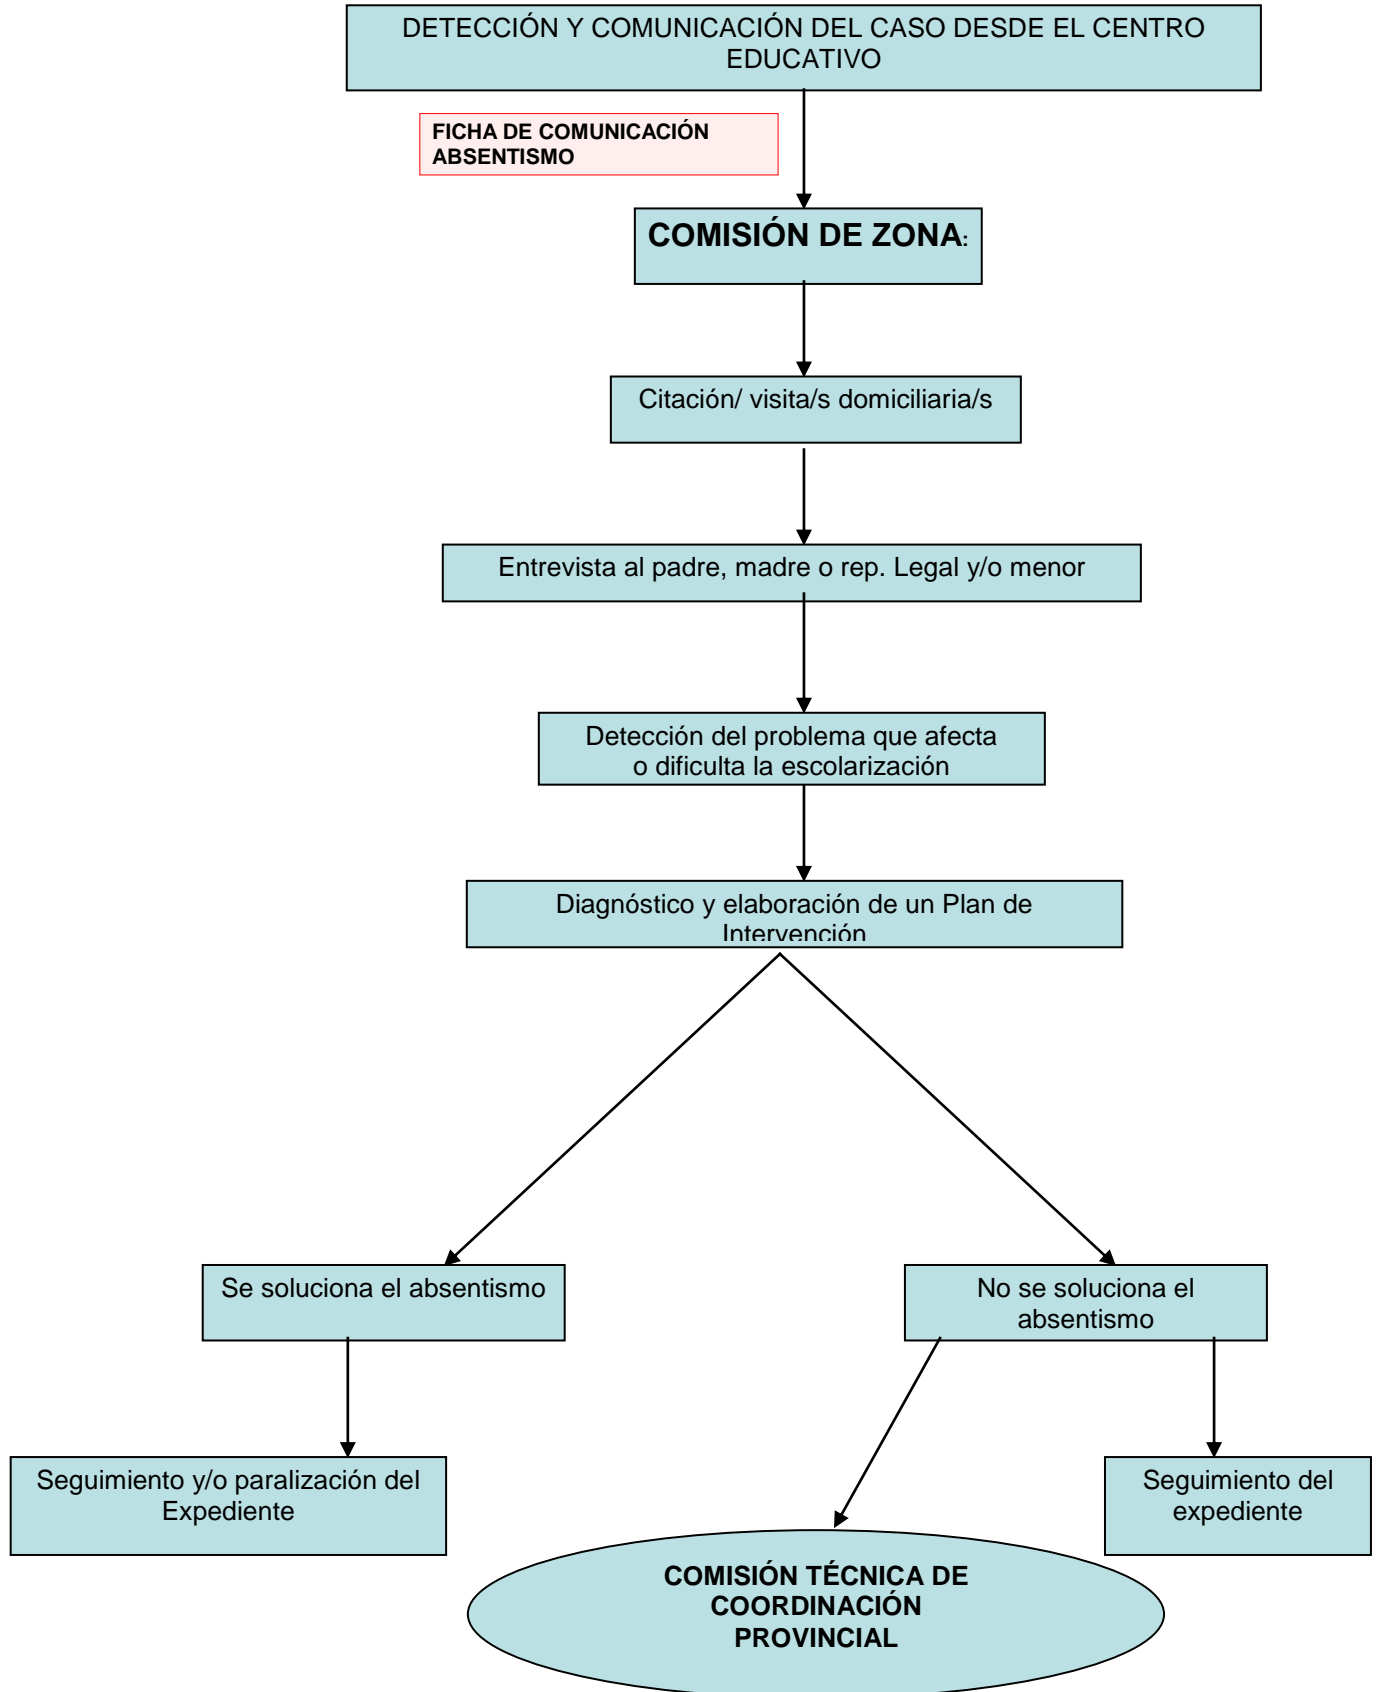 DETECCIÓN Y COMUNICACIÓN DEL CASO DESDE EL CENTRO
EDUCATIVO
FICHA DE COMUNICACIÓN
ABSENTISMO
COMISIÓN DE ZONA:
Citación/ visita/s domiciliaria/s
Entrevista al padre, madre o rep. Legal y/o menor
Detección del problema que afecta
o dificulta la escolarización
Diagnóstico y elaboración de un Plan de
Intervención
Se soluciona el absentismo
No se soluciona el
absentismo
Seguimiento y/o paralización del
Expediente
Seguimiento del
expediente
COMISIÓN TÉCNICA DE
COORDINACIÓN
PROVINCIAL